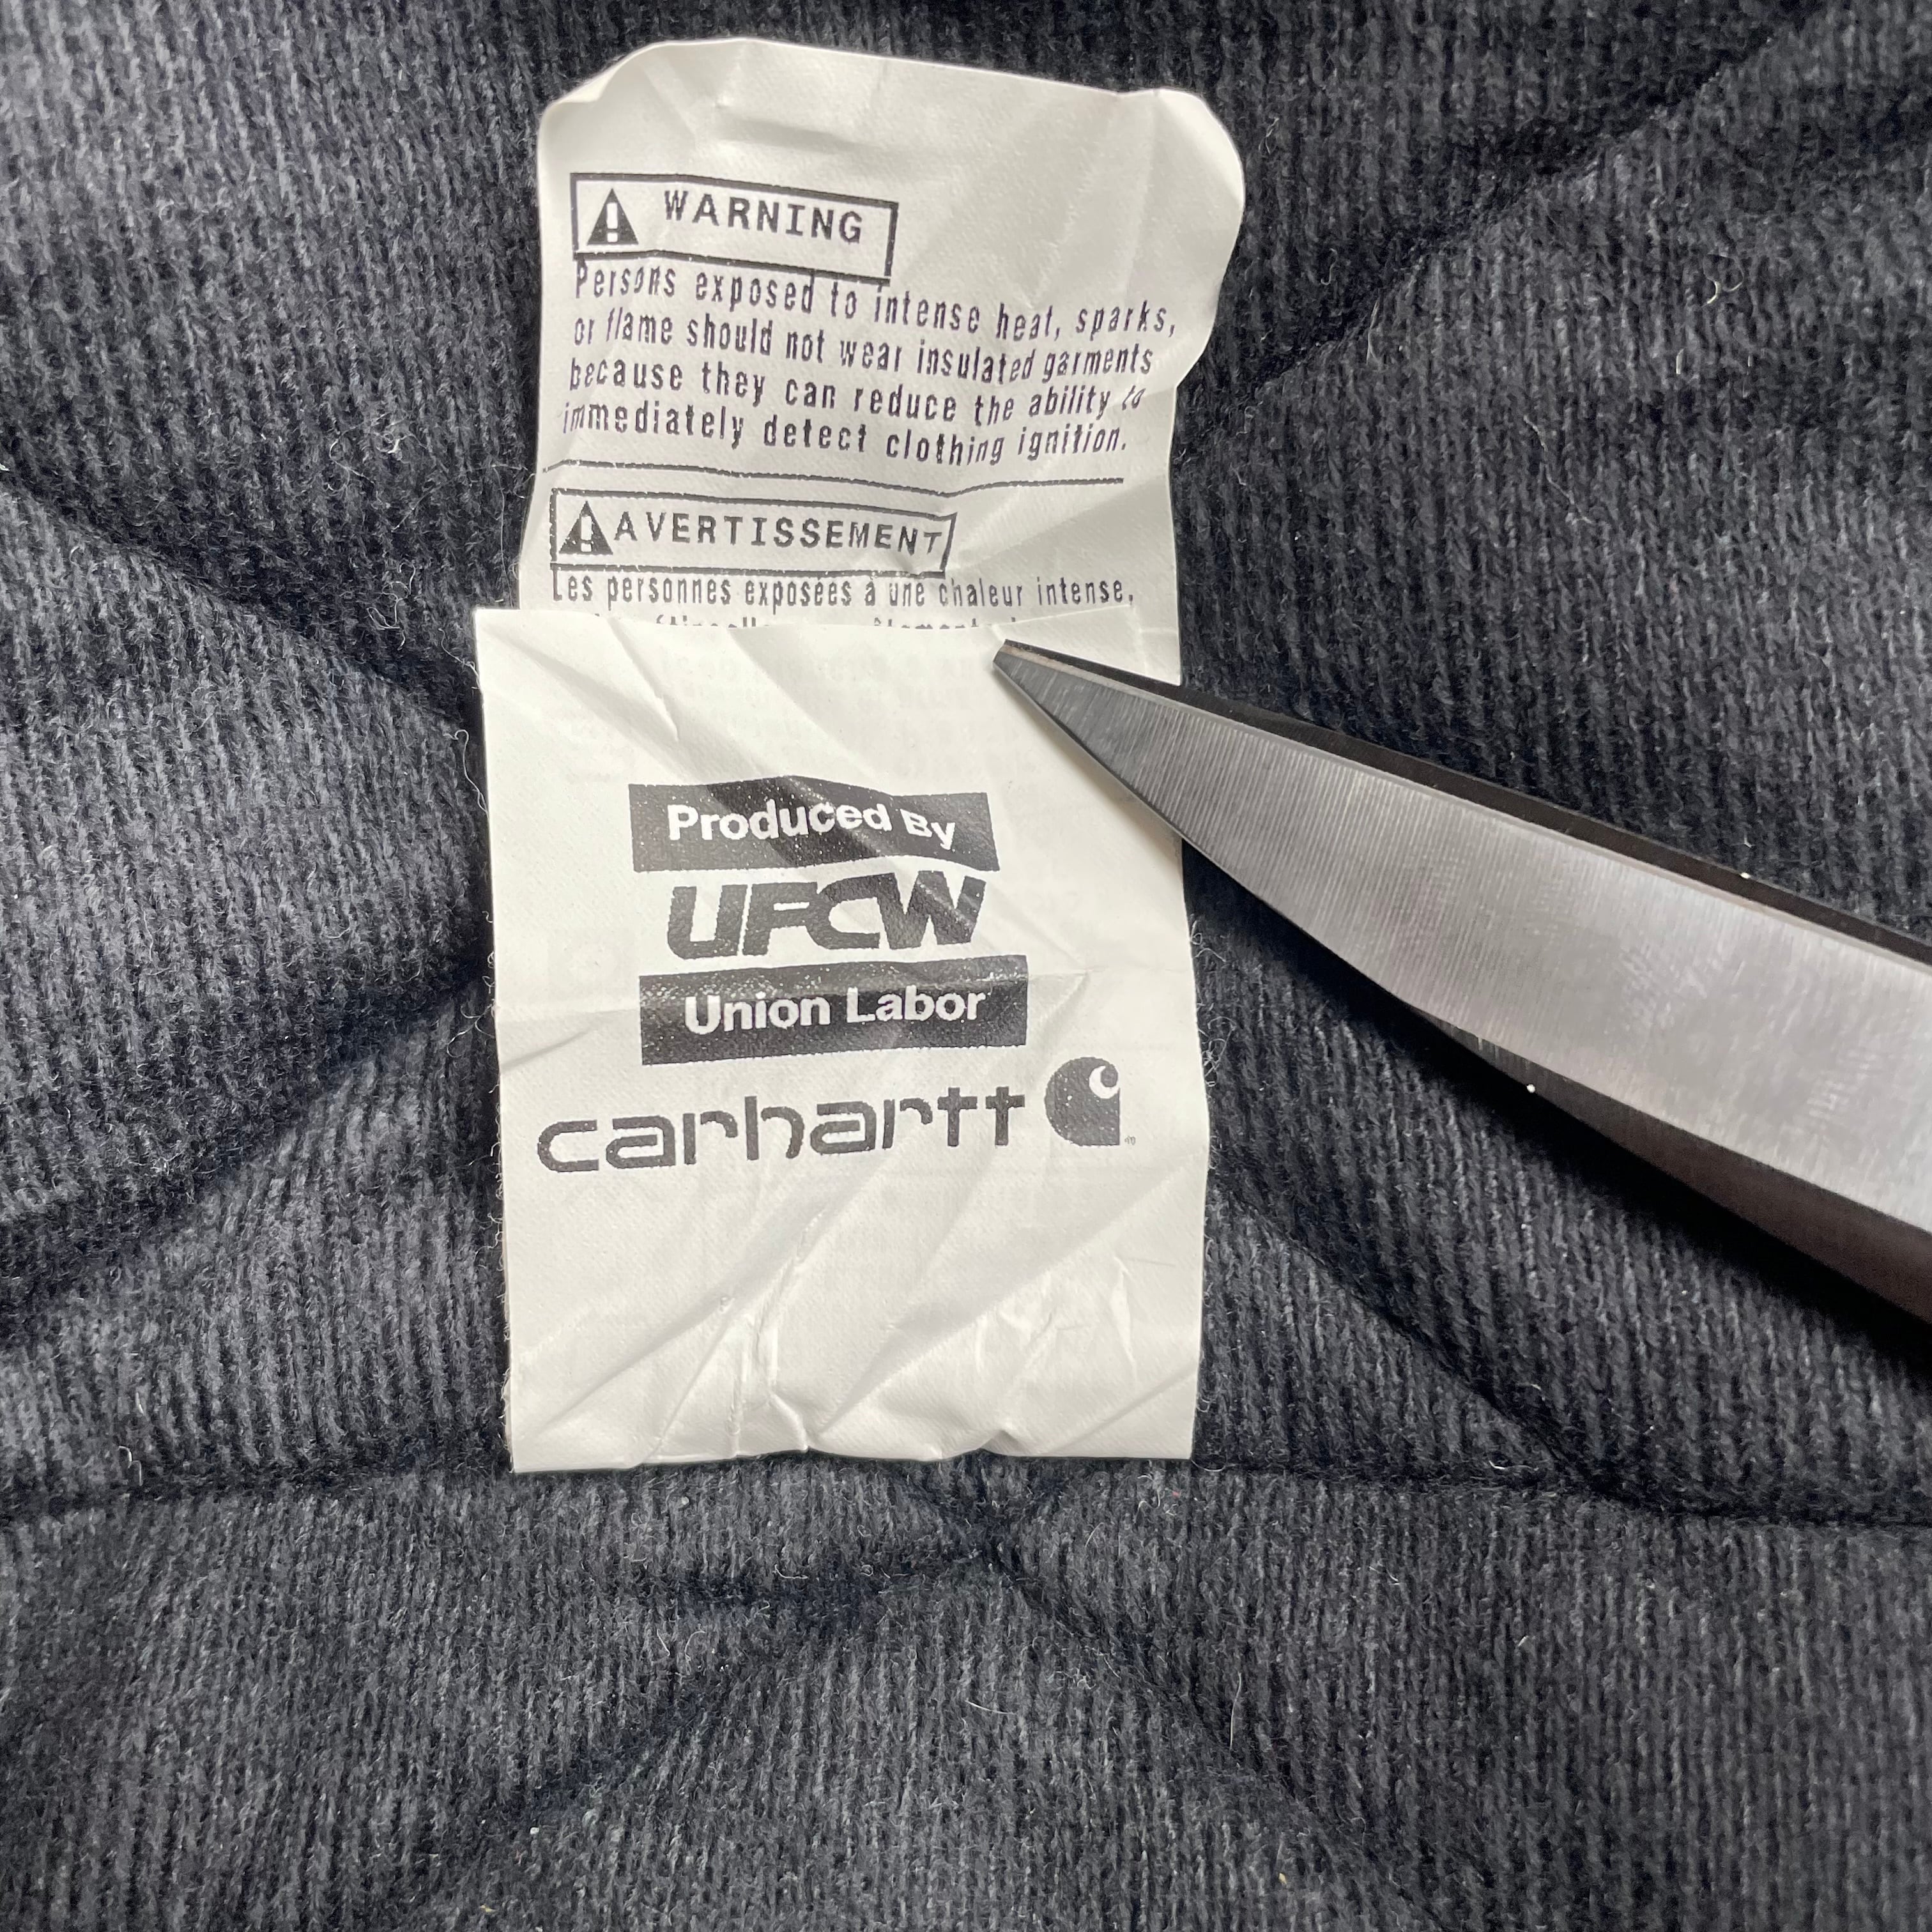 WARNING
Persons exposed to intense heat, sparks,
or flame should not wear insulated garments
because they can reduce the ability to
immediately detect clothing ignition.
AVERTISSEMENT
Les personnes exposées à une chaleur intense,
Produced By
UFCW
Union Labor
carhartt